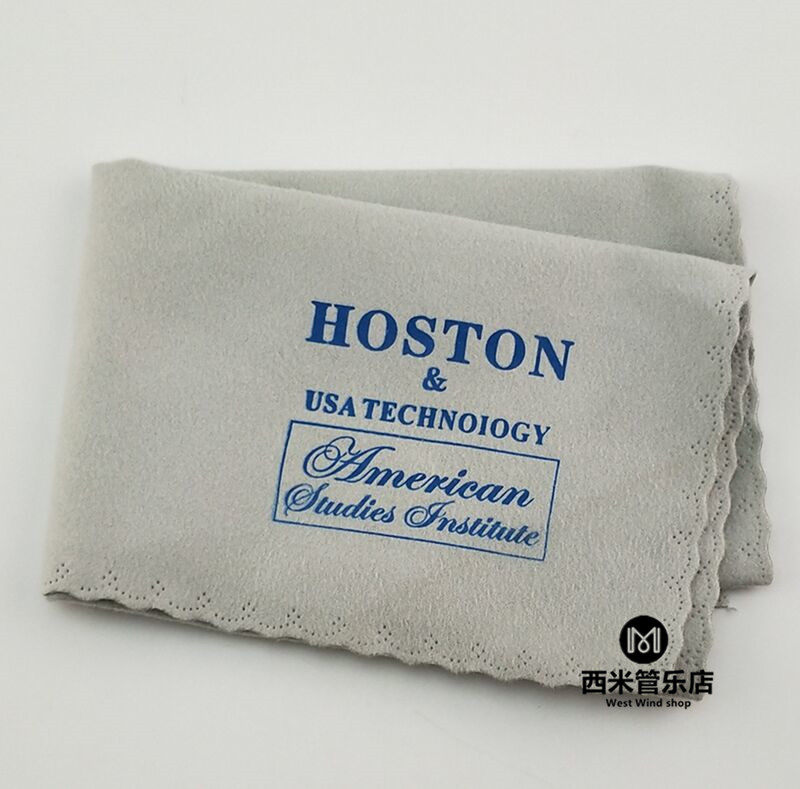 HOSTON
&
USA TECHNOIOGY
American
Studies Institute
M
西米管乐店
West Wind shop